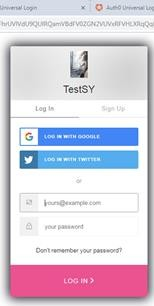 Universal Login
Auth0 Universal Lo
TestSY
Log In
Sign Up
LOG IN WITH GOOGLE
LOG IN WITH TWITTER
or
yours@example.com
your password
Don't remember your password?
LOG IN >